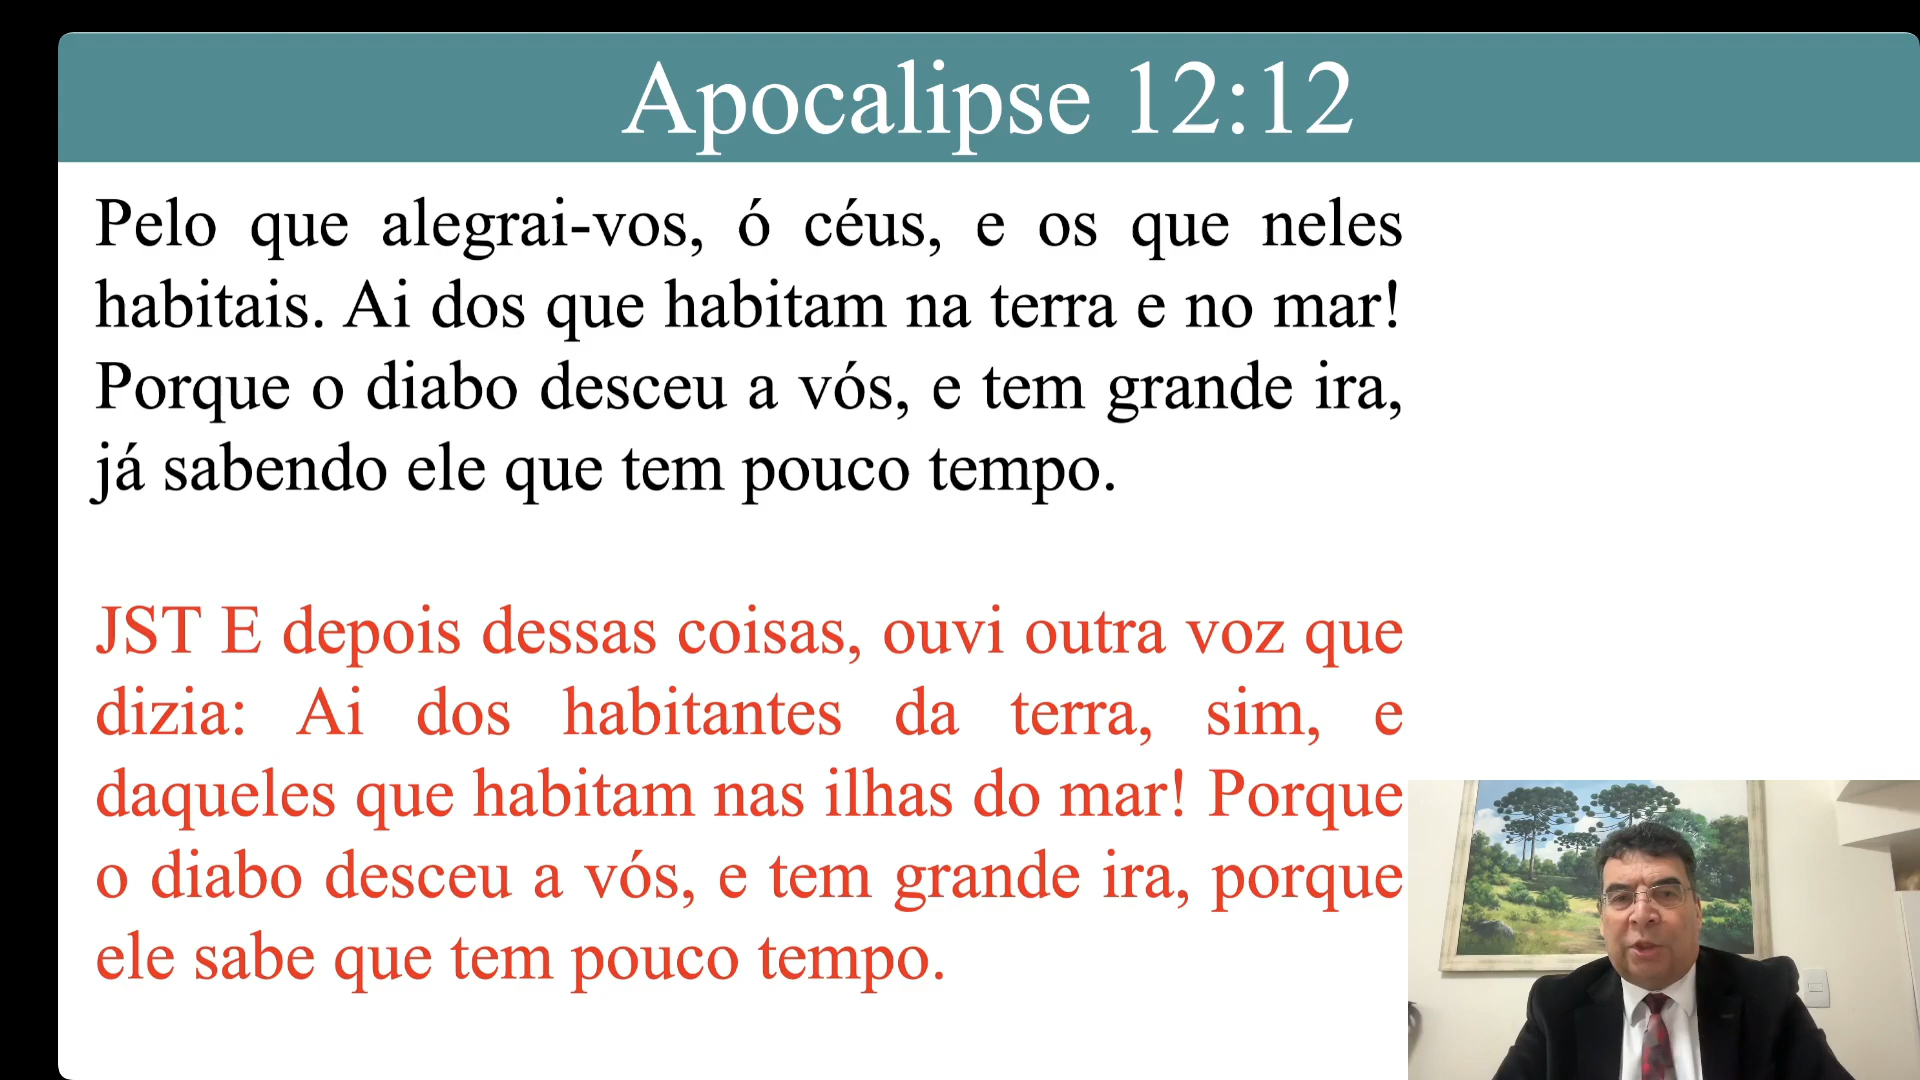 Apocalipse 12:12
Pelo que alegrai-vos, ó céus, e os que neles
habitais. Ai dos que habitam na terra e no mar!
Porque o diabo desceu a vós, e tem grande ira,
já sabendo ele que tem pouco tempo.
JST E depois dessas coisas, ouvi outra voz que
dizia: Ai dos habitantes da terra, sim, e
daqueles que habitam nas ilhas do mar! Porque
o diabo desceu a vós, e tem grande ira, porque
ele sabe que tem pouco tempo.